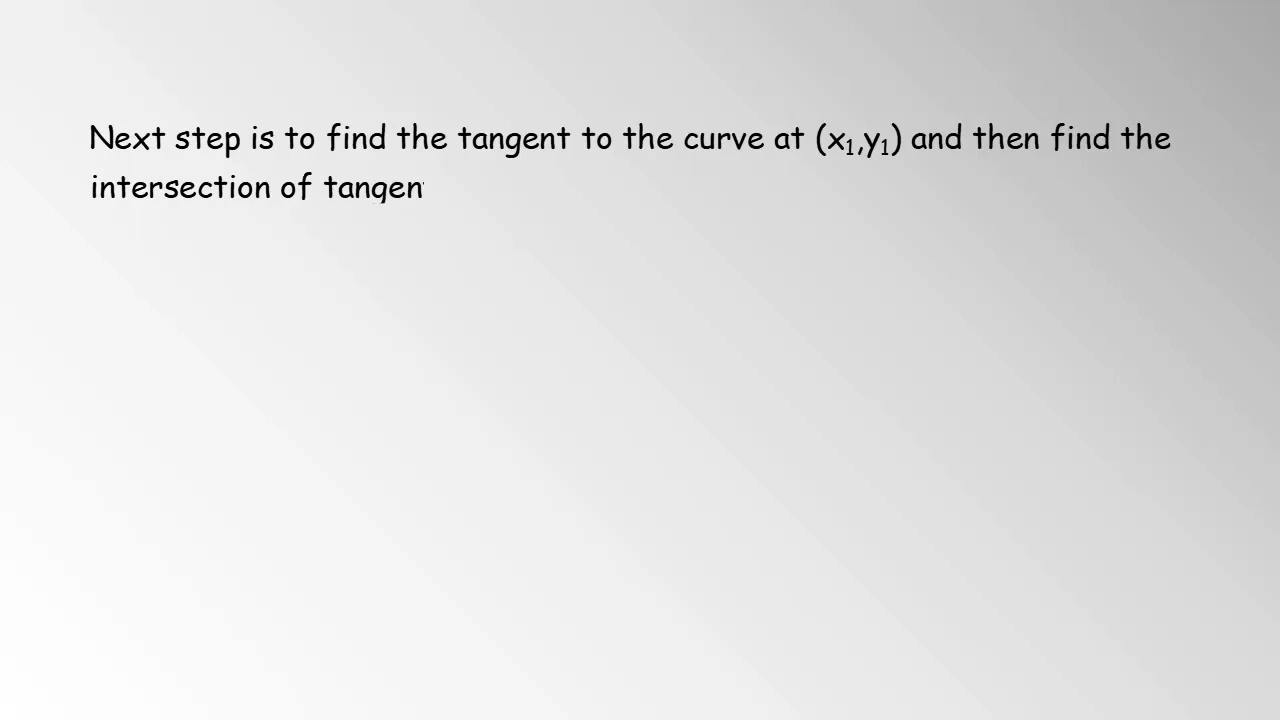 Next step is to find the tangent to the curve at (x₁,y₁) and then find the
intersection of tangen